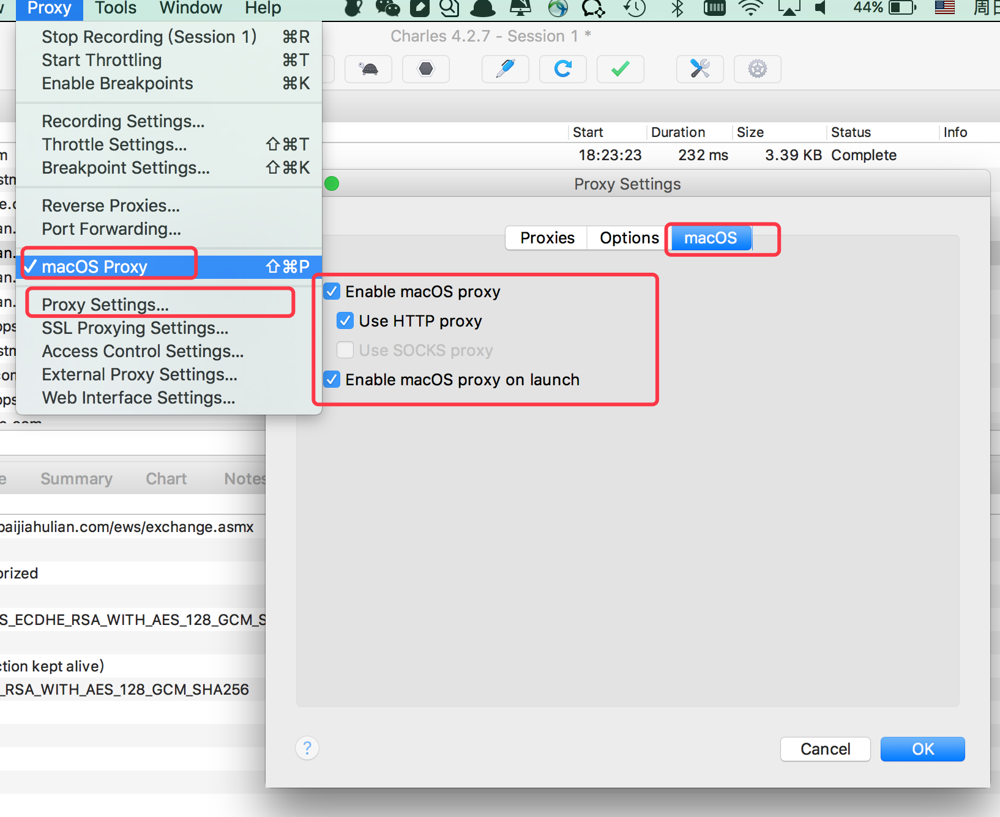 Proxy Tools Window Help 44% 周日
Charles 4.2.7 - Session 1 *
Stop Recording (Session 1) ⌘R
Start Throttling ⌘T
Enable Breakpoints ⌘K
Recording Settings...
Throttle Settings... ⇧⌘T
Breakpoint Settings... ⇧⌘K
Reverse Proxies...
Port Forwarding...
✓ macOS Proxy ⇧⌘P
Proxy Settings...
SSL Proxying Settings...
Access Control Settings...
External Proxy Settings...
Web Interface Settings...
Start Duration Size Status Info
18:23:23 232 ms 3.39 KB Complete
Proxy Settings
Proxies Options macOS
Enable macOS proxy
Use HTTP proxy
Use SOCKS proxy
Enable macOS proxy on launch
? Cancel OK
Summary Chart Notes
baijiahulian.com/ews/exchange.asmx
orized
S_ECDHE_RSA_WITH_AES_128_GCM_S
ction kept alive)
_RSA_WITH_AES_128_GCM_SHA256